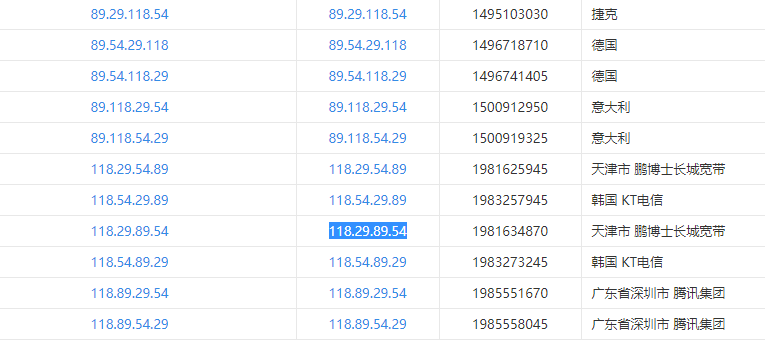 89.29.118.54 89.29.118.54 1495103030 捷克
89.54.29.118 89.54.29.118 1496718710 德国
89.54.118.29 89.54.118.29 1496741405 德国
89.118.29.54 89.118.29.54 1500912950 意大利
89.118.54.29 89.118.54.29 1500919325 意大利
118.29.54.89 118.29.54.89 1981625945 天津市 鹏博士长城宽带
118.54.29.89 118.54.29.89 1983257945 韩国 KT电信
118.29.89.54 118.29.89.54 1981634870 天津市 鹏博士长城宽带
118.54.89.29 118.54.89.29 1983273245 韩国 KT电信
118.89.29.54 118.89.29.54 1985551670 广东省深圳市 腾讯集团
118.89.54.29 118.89.54.29 1985558045 广东省深圳市 腾讯集团